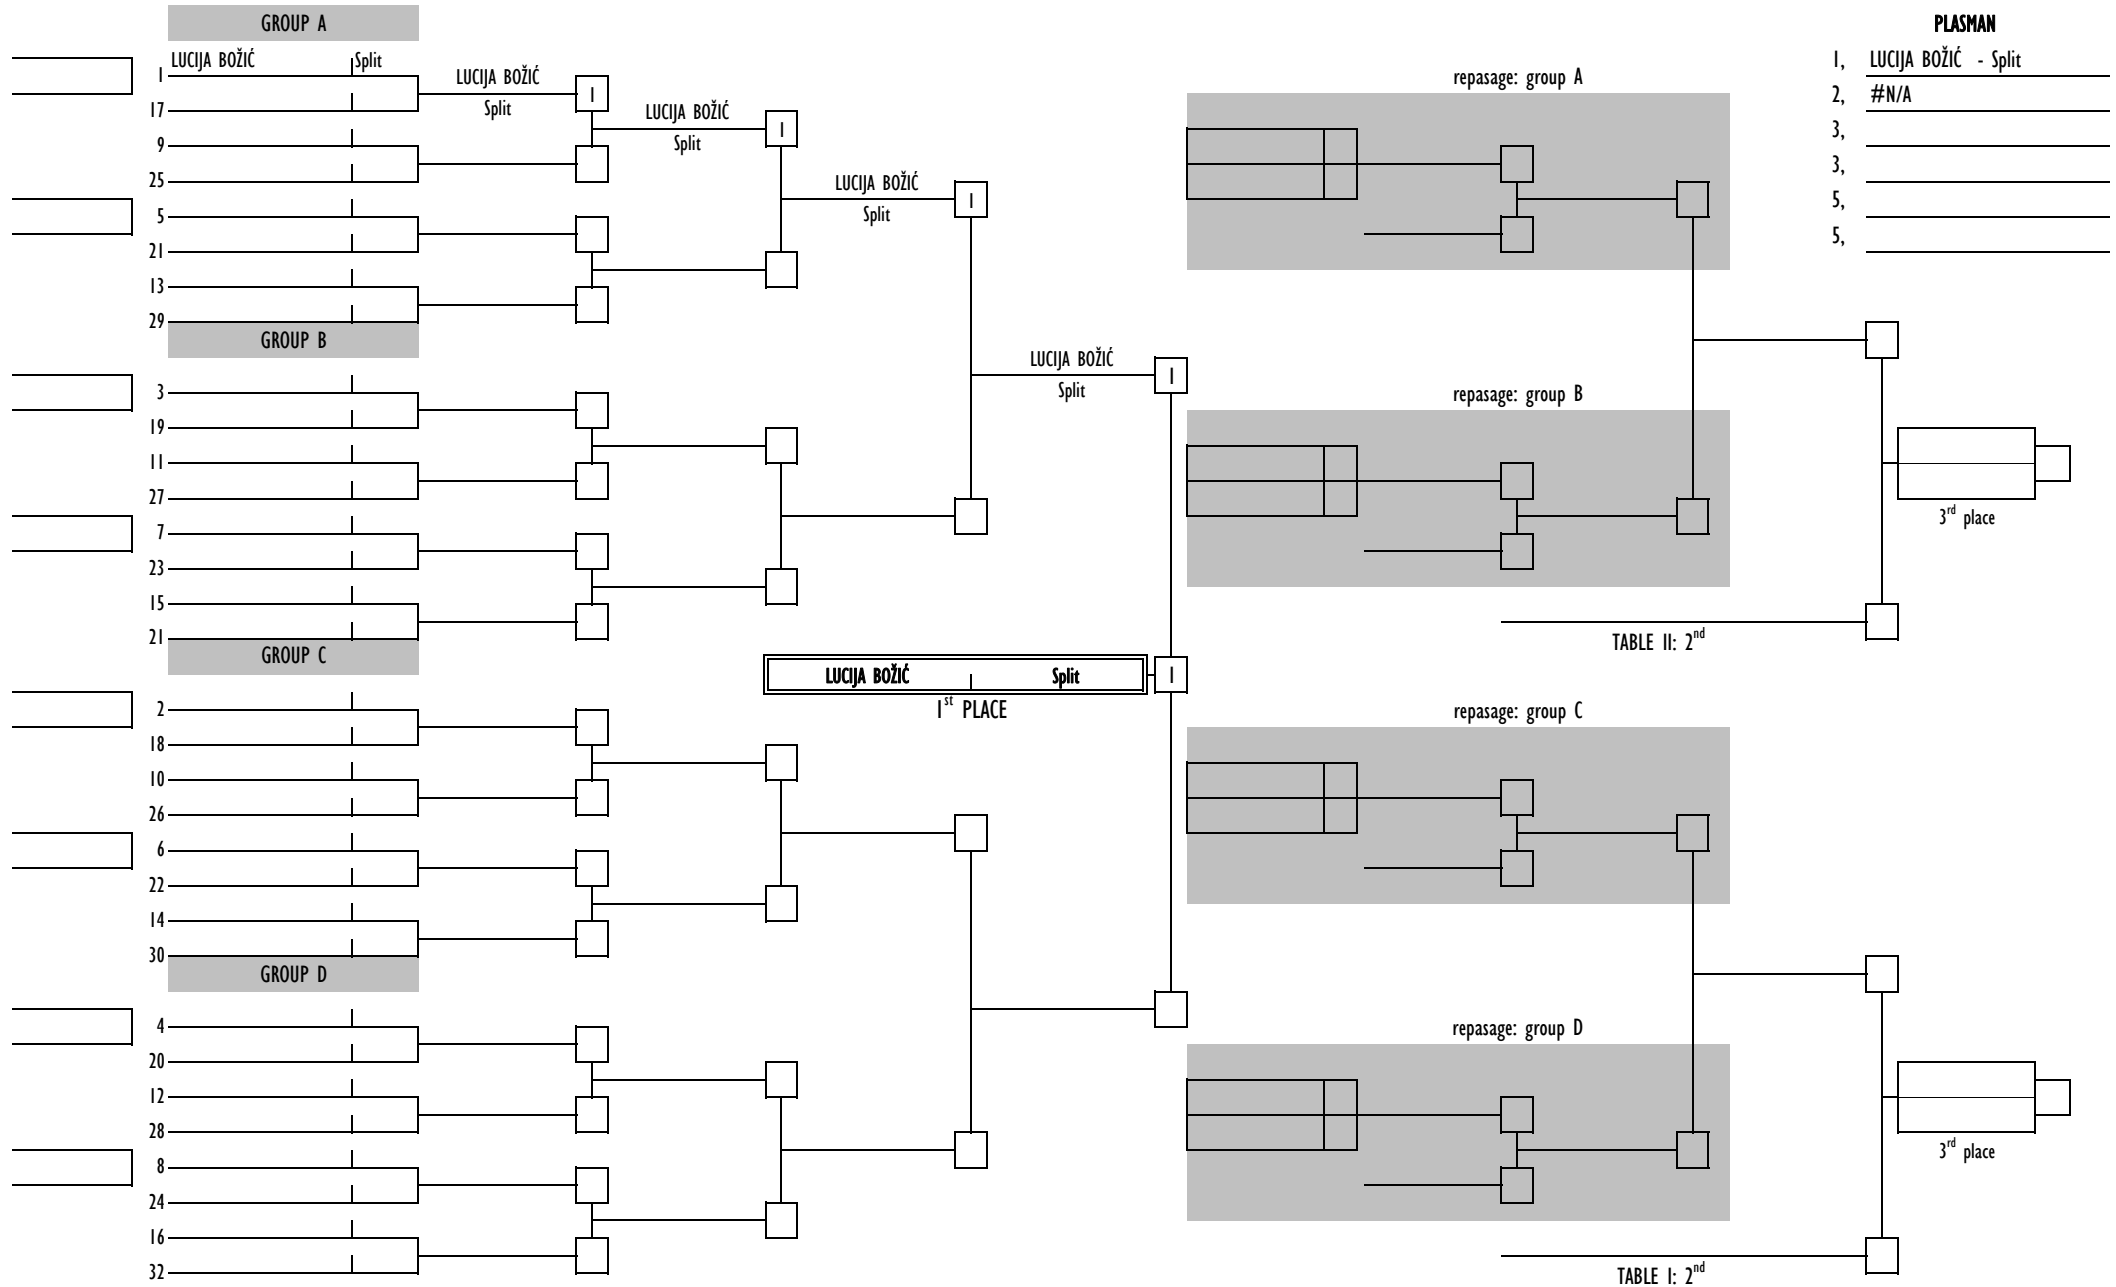 GROUP A
1 LUCIJA BOŽIĆ Split
17
9
25
5
21
13
29
GROUP B
3
19
11
27
7
23
15
21
GROUP C
2
18
10
26
6
22
14
30
GROUP D
4
20
12
28
8
24
16
32
LUCIJA BOŽIĆ
Split
1
LUCIJA BOŽIĆ
Split
1
LUCIJA BOŽIĆ
Split
1
LUCIJA BOŽIĆ
Split
1
LUCIJA BOŽIĆ Split
1
1st PLACE
repasage: group A
repasage: group B
TABLE II: 2nd
repasage: group C
repasage: group D
TABLE I: 2nd
3rd place
3rd place
PLASMAN
1, LUCIJA BOŽIĆ - Split
2, #N/A
3,
3,
5,
5,